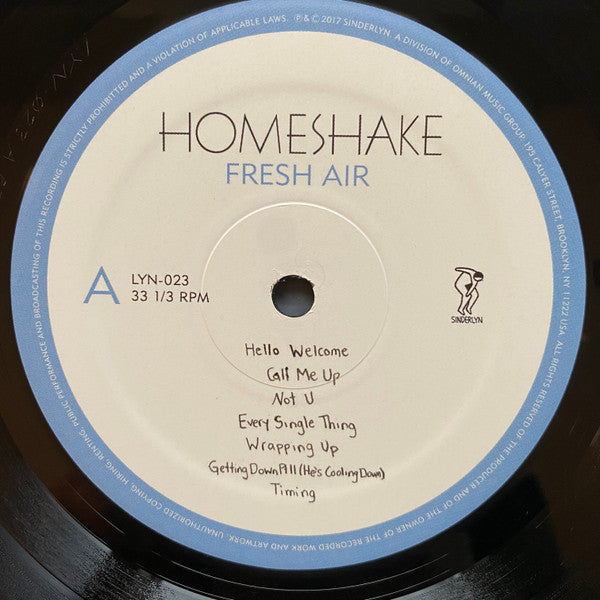 UNAUTHORIZED COPYING, HIRING, RENTING, PUBLIC PERFORMANCE AND BROADCASTING OF THIS RECORDING IS STRICTLY PROHIBITTED AND A VIOLATION OF APPLICABLE LAWS. ℗&© 2017 SINDERLYN. A DIVISION OF OMNIAN MUSIC GROUP. 195 CALYER STREET, BROOKLYN, NY 11222 USA. ALL RIGHTS RESERVED OF THE PRODUCER AND OF THE OWNER OF THE RECORDED WORK AND ARTWORK.
HOMESHAKE
FRESH AIR
A
LYN-023
33 1/3 RPM
SINDERLYN
Hello Welcome
Call Me Up
Not U
Every Single Thing
Wrapping Up
Getting Down Pt II (He's Cooling Down)
Timing